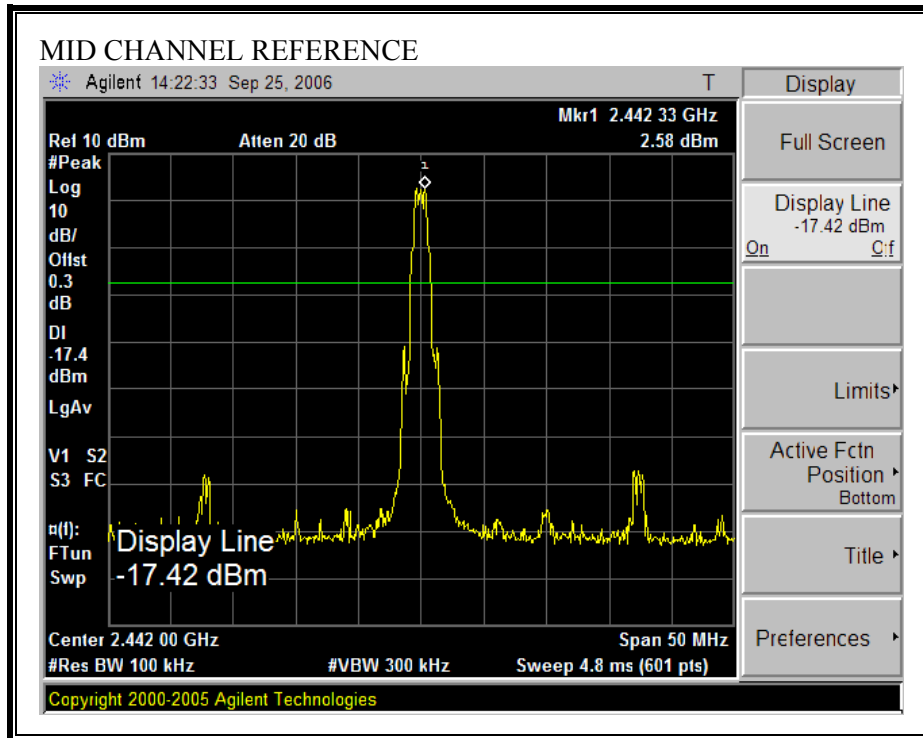 MID CHANNEL REFERENCE
Agilent 14:22:33 Sep 25, 2006 T
Mkr1 2.442 33 GHz
Ref 10 dBm Atten 20 dB 2.58 dBm
#Peak
Log
10
dB/
Offst
0.3
dB
DI
-17.4
dBm
LgAv
V1 S2
S3 FC
¤(f):
FTun
Swp
1
Display Line
-17.42 dBm
Center 2.442 00 GHz Span 50 MHz
#Res BW 100 kHz #VBW 300 kHz Sweep 4.8 ms (601 pts)
Copyright 2000-2005 Agilent Technologies
Display
Full Screen
Display Line
-17.42 dBm
On Off
Limits
Active Fctn
Position
Bottom
Title
Preferences